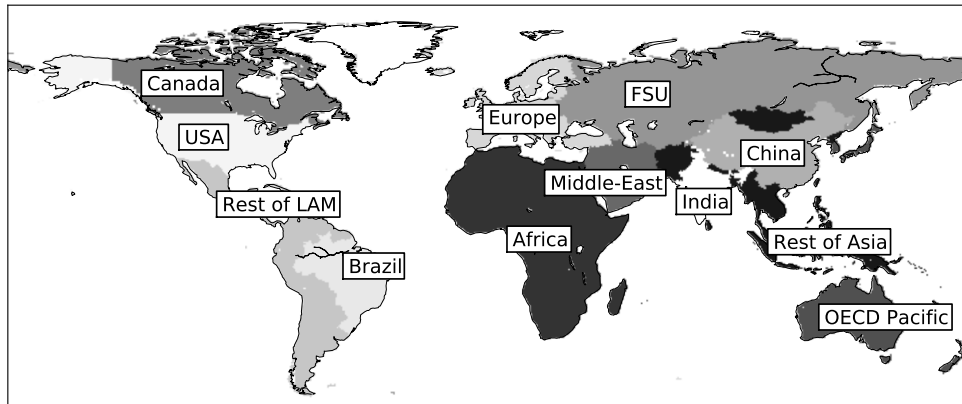 Canada
FSU
Europe
USA
China
Middle-East
India
Rest of LAM
Africa
Rest of Asia
Brazil
OECD Pacific